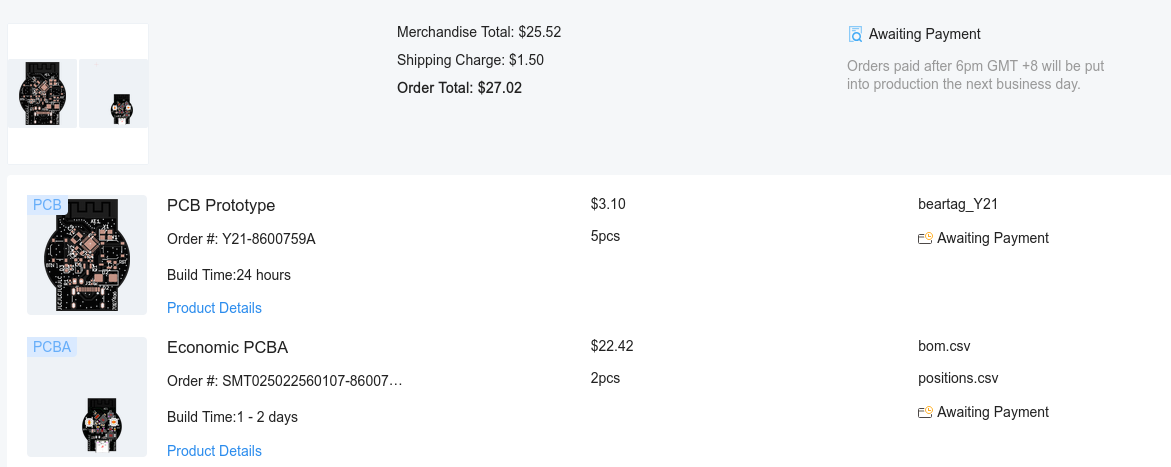 Merchandise Total: $25.52
Shipping Charge: $1.50
Order Total: $27.02
Awaiting Payment
Orders paid after 6pm GMT +8 will be put
into production the next business day.
PCB
PCB Prototype
$3.10
beartag_Y21
Order #: Y21-8600759A
5pcs
Awaiting Payment
Build Time:24 hours
Product Details
PCBA
Economic PCBA
$22.42
bom.csv
Order #: SMT025022560107-86007…
2pcs
positions.csv
Build Time:1 - 2 days
Awaiting Payment
Product Details